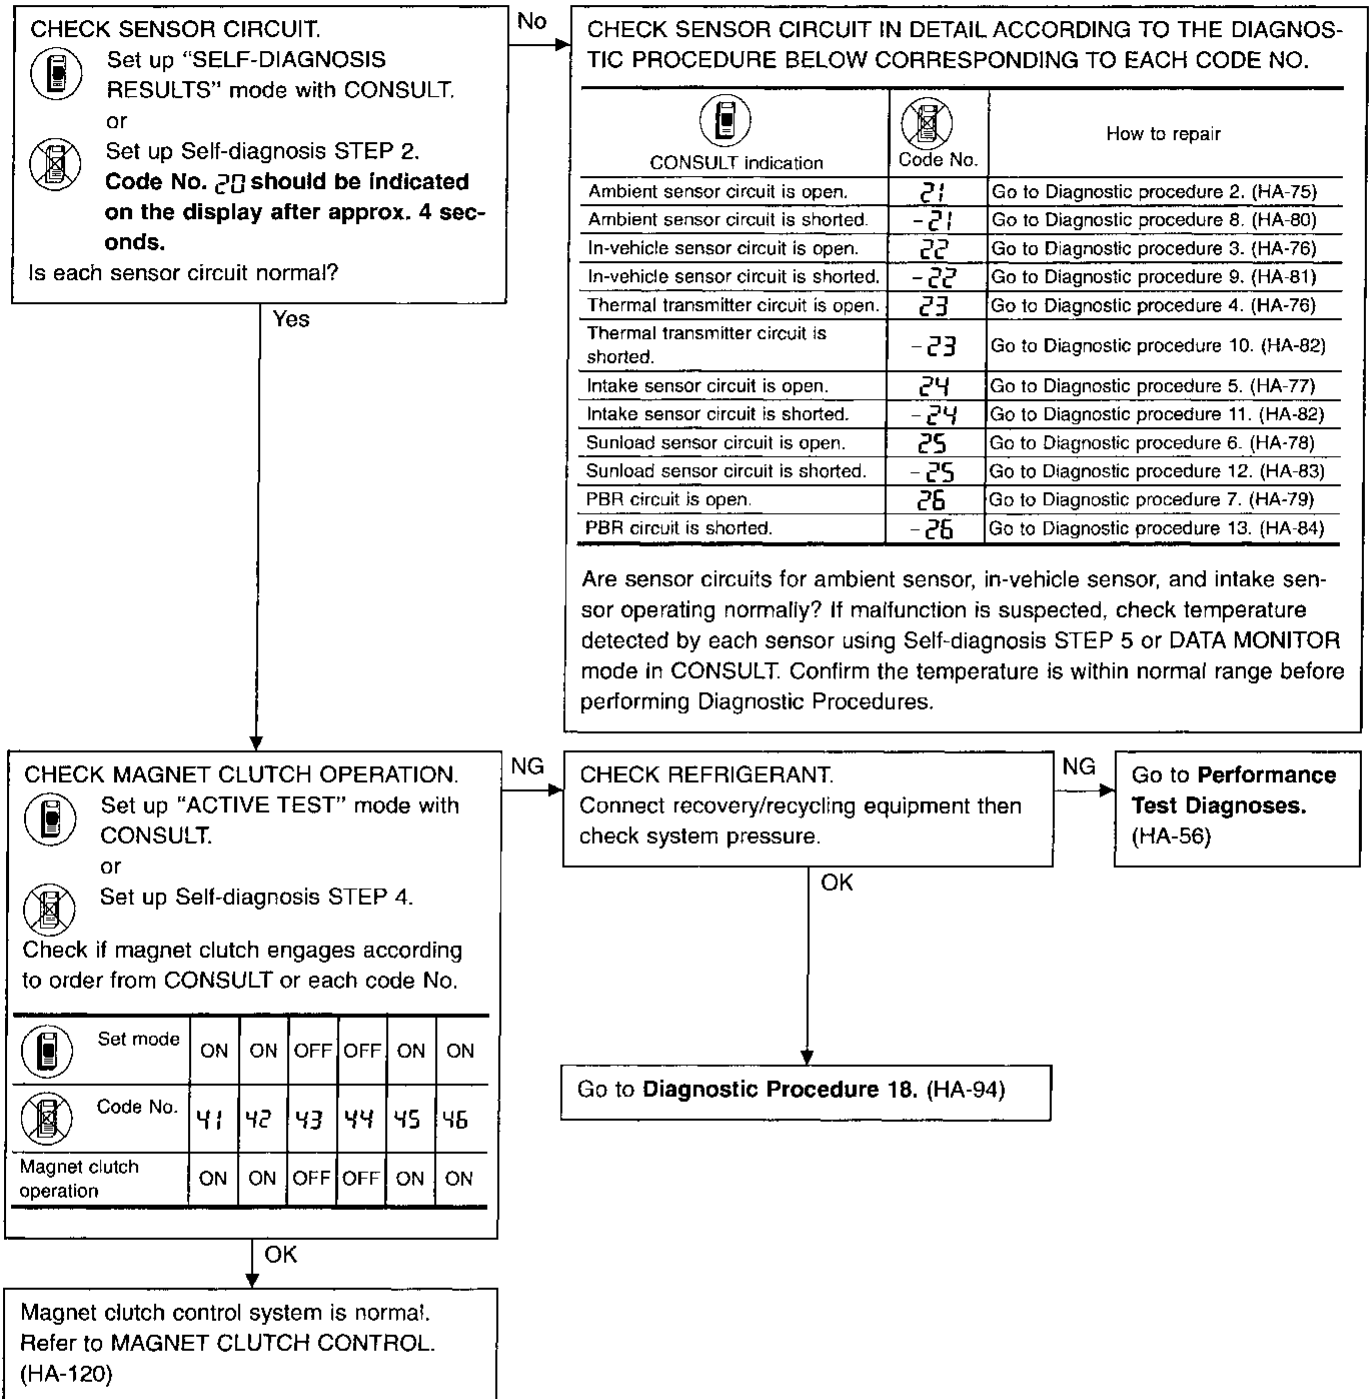 CHECK SENSOR CIRCUIT.
Set up "SELF-DIAGNOSIS
RESULTS" mode with CONSULT.
or
Set up Self-diagnosis STEP 2.
Code No. 20 should be indicated
on the display after approx. 4 sec-
onds.
Is each sensor circuit normal?
No
CHECK SENSOR CIRCUIT IN DETAIL ACCORDING TO THE DIAGNOS-
TIC PROCEDURE BELOW CORRESPONDING TO EACH CODE NO.
CONSULT indication Code No. How to repair
Ambient sensor circuit is open. 21 Go to Diagnostic procedure 2. (HA-75)
Ambient sensor circuit is shorted. -21 Go to Diagnostic procedure 8. (HA-80)
In-vehicle sensor circuit is open. 22 Go to Diagnostic procedure 3. (HA-76)
In-vehicle sensor circuit is shorted. -22 Go to Diagnostic procedure 9. (HA-81)
Thermal transmitter circuit is open. 23 Go to Diagnostic procedure 4. (HA-76)
Thermal transmitter circuit is
shorted. -23 Go to Diagnostic procedure 10. (HA-82)
Intake sensor circuit is open. 24 Go to Diagnostic procedure 5. (HA-77)
Intake sensor circuit is shorted. -24 Go to Diagnostic procedure 11. (HA-82)
Sunload sensor circuit is open. 25 Go to Diagnostic procedure 6. (HA-78)
Sunload sensor circuit is shorted. -25 Go to Diagnostic procedure 12. (HA-83)
PBR circuit is open. 26 Go to Diagnostic procedure 7. (HA-79)
PBR circuit is shorted. -26 Go to Diagnostic procedure 13. (HA-84)
Are sensor circuits for ambient sensor, in-vehicle sensor, and intake sen-
sor operating normally? If malfunction is suspected, check temperature
detected by each sensor using Self-diagnosis STEP 5 or DATA MONITOR
mode in CONSULT. Confirm the temperature is within normal range before
performing Diagnostic Procedures.
Yes
CHECK MAGNET CLUTCH OPERATION.
Set up "ACTIVE TEST" mode with
CONSULT.
or
Set up Self-diagnosis STEP 4.
Check if magnet clutch engages according
to order from CONSULT or each code No.
Set mode ON ON OFF OFF ON ON
Code No. 41 42 43 44 45 46
Magnet clutch
operation ON ON OFF OFF ON ON
NG
CHECK REFRIGERANT.
Connect recovery/recycling equipment then
check system pressure.
NG
Go to Performance
Test Diagnoses.
(HA-56)
OK
Go to Diagnostic Procedure 18. (HA-94)
OK
Magnet clutch control system is normal.
Refer to MAGNET CLUTCH CONTROL.
(HA-120)